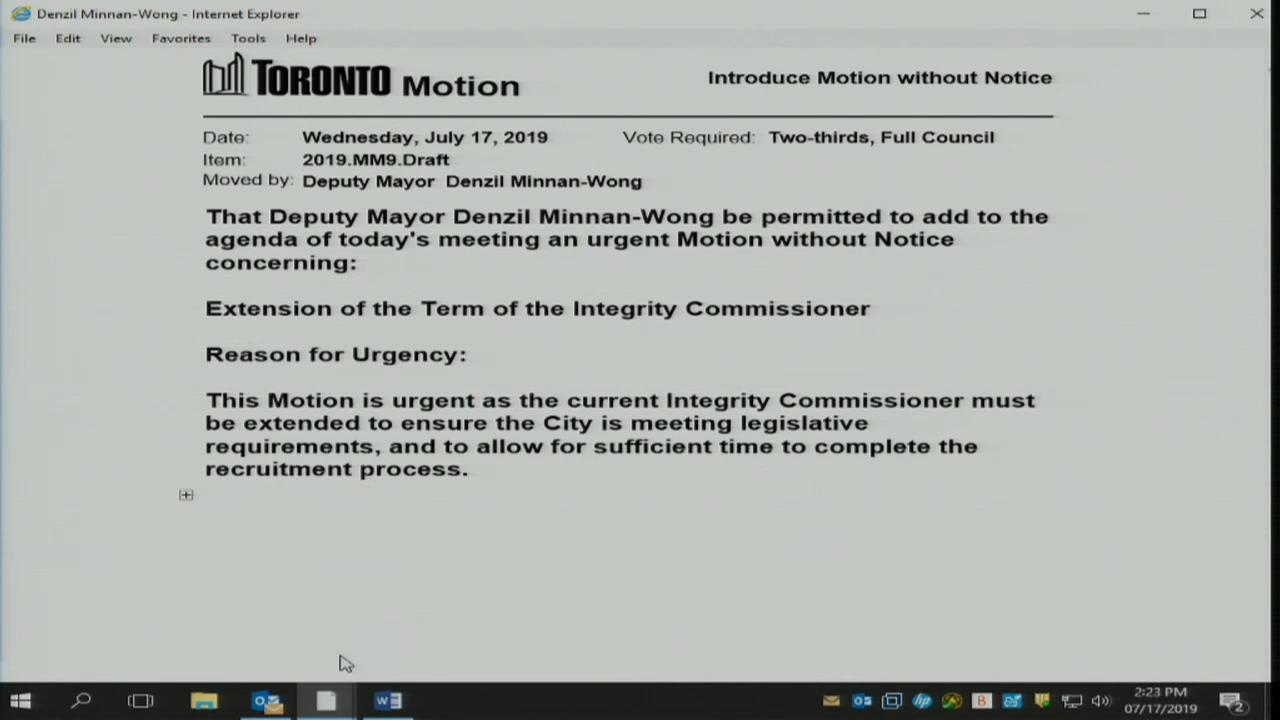 Denzil Minnan-Wong - Internet Explorer
File Edit View Favorites Tools Help
TORONTO Motion
Introduce Motion without Notice
Date: Wednesday, July 17, 2019 Vote Required: Two-thirds, Full Council
Item: 2019.MM9.Draft
Moved by: Deputy Mayor Denzil Minnan-Wong
That Deputy Mayor Denzil Minnan-Wong be permitted to add to the
agenda of today's meeting an urgent Motion without Notice
concerning:
Extension of the Term of the Integrity Commissioner
Reason for Urgency:
This Motion is urgent as the current Integrity Commissioner must
be extended to ensure the City is meeting legislative
requirements, and to allow for sufficient time to complete the
recruitment process.
2:23 PM
07/17/2019
2